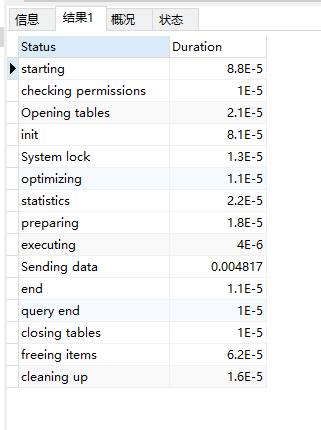 信息 结果1 概况 状态
Status Duration
starting 8.8E-5
checking permissions 1E-5
Opening tables 2.1E-5
init 8.1E-5
System lock 1.3E-5
optimizing 1.1E-5
statistics 2.2E-5
preparing 1.8E-5
executing 4E-6
Sending data 0.004817
end 1.1E-5
query end 1E-5
closing tables 1E-5
freeing items 6.2E-5
cleaning up 1.6E-5